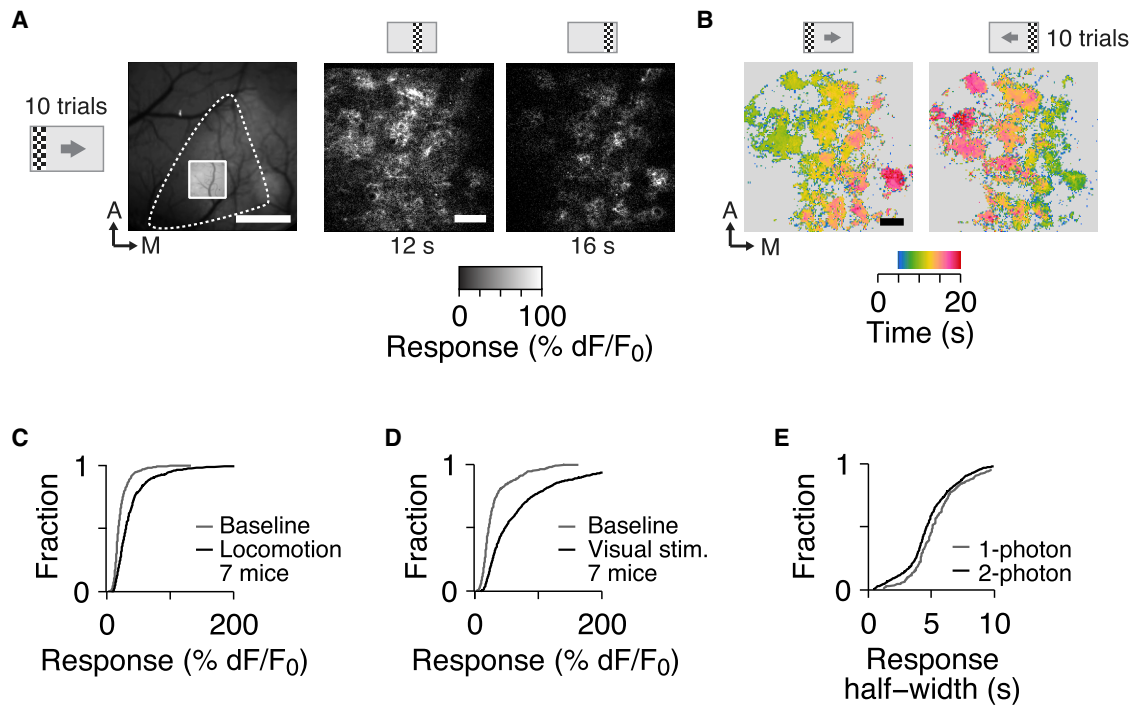 A
B
10 trials
10 trials
A
M
12 s
16 s
A
M
0
100
Response (% dF/F0)
0
20
Time (s)
C
D
E
1
0
Fraction
Baseline
Locomotion
7 mice
0
200
Response (% dF/F0)
1
0
Fraction
Baseline
Visual stim.
7 mice
0
200
Response (% dF/F0)
1
0
Fraction
1-photon
2-photon
0
5
10
Response
half−width (s)